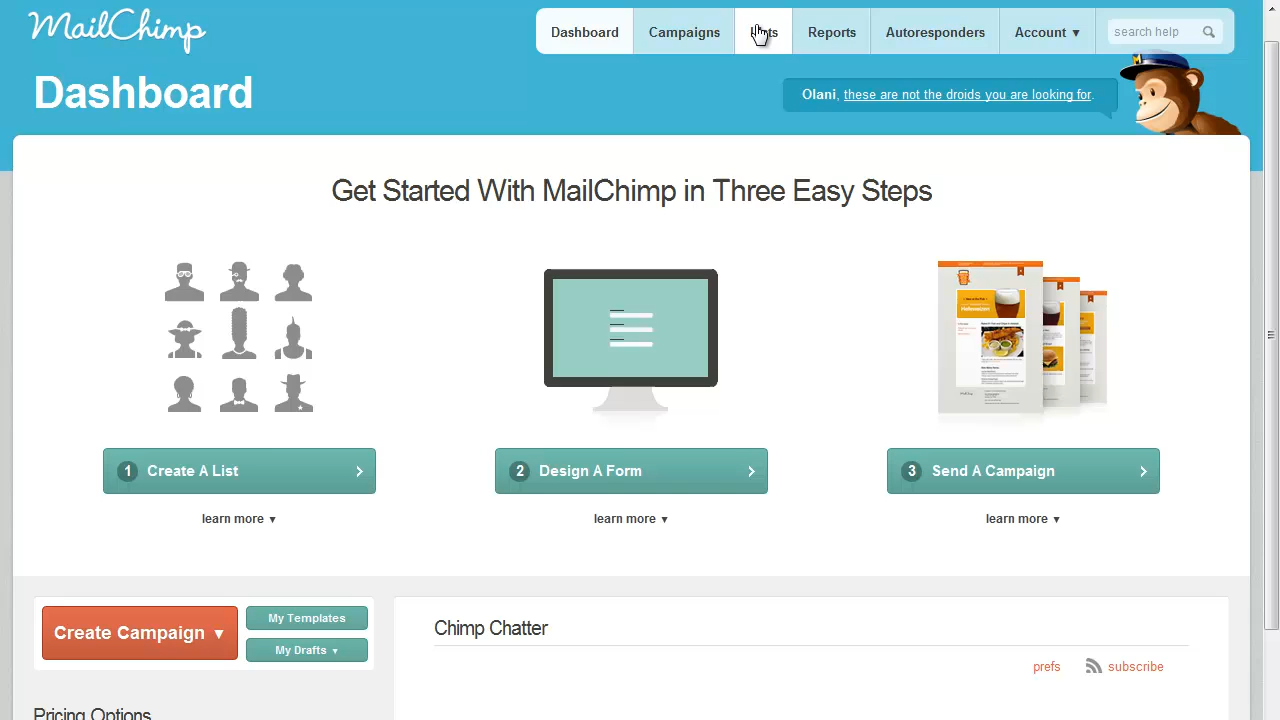 MailChimp
Dashboard
Campaigns
Reports
Autoresponders
Account ▾
search help
Dashboard
Olani, these are not the droids you are looking for.
Get Started With MailChimp in Three Easy Steps
1 Create A List
2 Design A Form
3 Send A Campaign
learn more ▾
learn more ▾
learn more ▾
Create Campaign ▾
My Templates
My Drafts ▾
Chimp Chatter
prefs
subscribe
Pricing Options